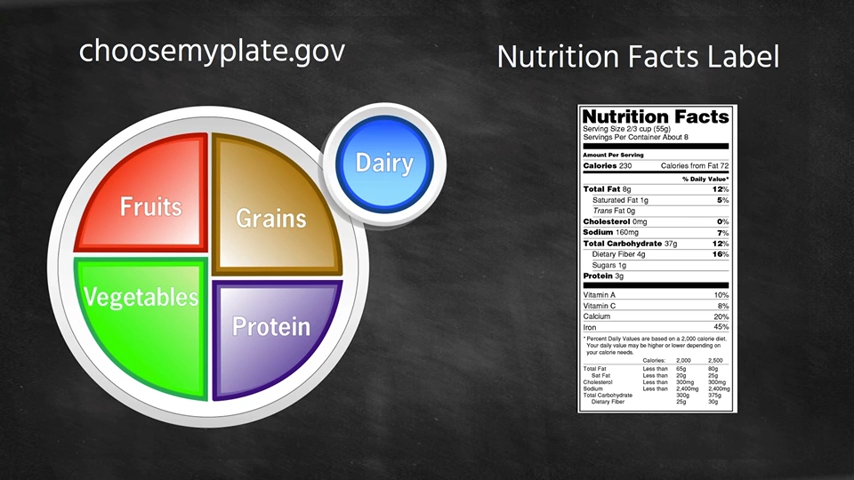 choosemyplate.gov
Nutrition Facts Label
Fruits
Grains
Dairy
Vegetables
Protein
Nutrition Facts
Serving Size 2/3 cup (55g)
Servings Per Container About 8
Amount Per Serving
Calories 230 Calories from Fat 72
% Daily Value*
Total Fat 8g 12%
Saturated Fat 1g 5%
Trans Fat 0g
Cholesterol 0mg 0%
Sodium 160mg 7%
Total Carbohydrate 37g 12%
Dietary Fiber 4g 16%
Sugars 1g
Protein 3g
Vitamin A 10%
Vitamin C 8%
Calcium 20%
Iron 45%
* Percent Daily Values are based on a 2,000 calorie diet.
Your daily value may be higher or lower depending on
your calorie needs.
Calories: 2,000 2,500
Total Fat Less than 65g 80g
Sat Fat Less than 20g 25g
Cholesterol Less than 300mg 300mg
Sodium Less than 2,400mg 2,400mg
Total Carbohydrate 300g 375g
Dietary Fiber 25g 30g